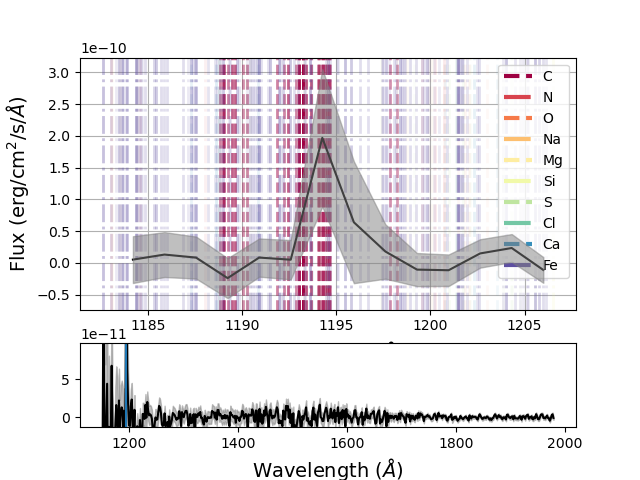 1e−10
3.0
2.5
2.0
1.5
1.0
0.5
0.0
−0.5
Flux (erg/cm²/s/Å)
C
N
O
Na
Mg
Si
S
Cl
Ca
Fe
1185
1190
1195
1200
1205
1e−11
5
0
1200
1400
1600
1800
2000
Wavelength (Å)